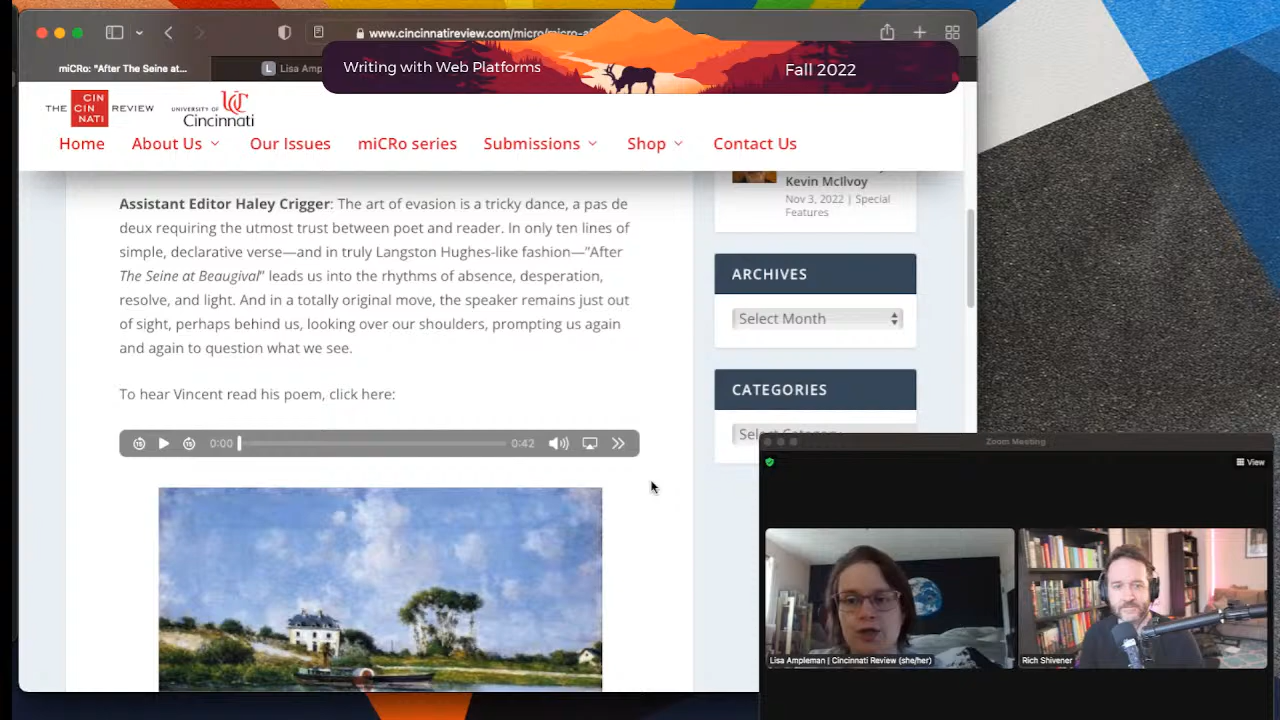 www.cincinnatireview.com/micro/micro-a
miCRo: "After The Seine at...
Lisa Amp
Writing with Web Platforms
Fall 2022
THE CIN CIN NATI REVIEW
UNIVERSITY OF Cincinnati
Home About Us Our Issues miCRo series Submissions Shop Contact Us
Assistant Editor Haley Crigger: The art of evasion is a tricky dance, a pas de
deux requiring the utmost trust between poet and reader. In only ten lines of
simple, declarative verse—and in truly Langston Hughes-like fashion—"After
The Seine at Beaugival" leads us into the rhythms of absence, desperation,
resolve, and light. And in a totally original move, the speaker remains just out
of sight, perhaps behind us, looking over our shoulders, prompting us again
and again to question what we see.
To hear Vincent read his poem, click here:
15 15 0:00 0:42
Kevin McIlvoy
Nov 3, 2022 | Special
Features
ARCHIVES
Select Month
CATEGORIES
Select Category
Zoom Meeting
View
Lisa Ampleman | Cincinnati Review (she/her)
Rich Shivener